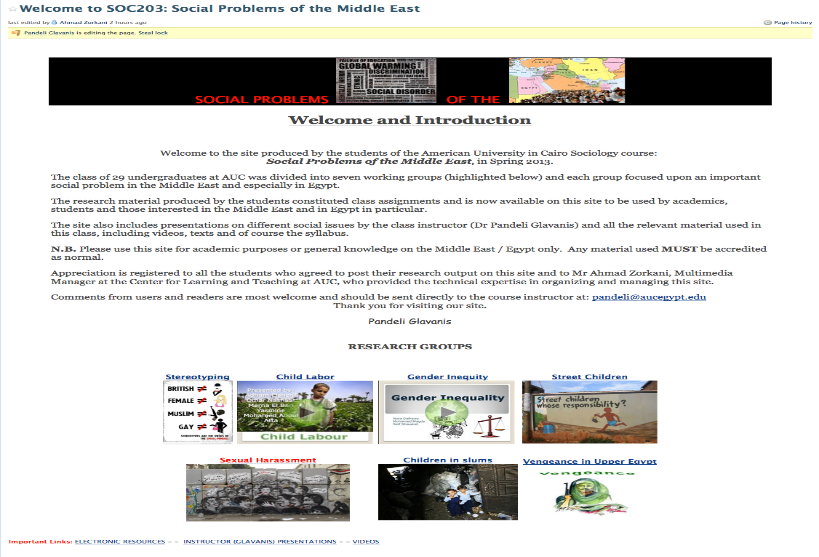 Welcome to SOC203: Social Problems of the Middle East
last edited by Ahmad Zorkani 2 hours ago
Page history
Pandeli Glavanis is editing the page. Steal lock
GLOBAL WARMING
DISCRIMINATION
SOCIAL DISORDER
IRAN
EGYPT
SOCIAL PROBLEMS OF THE
Welcome and Introduction
Welcome to the site produced by the students of the American University in Cairo Sociology course:
Social Problems of the Middle East, in Spring 2013.
The class of 29 undergraduates at AUC was divided into seven working groups (highlighted below) and each group focused upon an important
social problem in the Middle East and especially in Egypt.
The research material produced by the students constituted class assignments and is now available on this site to be used by academics,
students and those interested in the Middle East and in Egypt in particular.
The site also includes presentations on different social issues by the class instructor (Dr Pandeli Glavanis) and all the relevant material used in
this class, including videos, texts and of course the syllabus.
N.B. Please use this site for academic purposes or general knowledge on the Middle East / Egypt only. Any material used MUST be accredited
as normal.
Appreciation is registered to all the students who agreed to post their research output on this site and to Mr Ahmad Zorkani, Multimedia
Manager at the Center for Learning and Teaching at AUC, who provided the technical expertise in organizing and managing this site.
Comments from users and readers are most welcome and should be sent directly to the course instructor at: pandeli@aucegypt.edu
Thank you for visiting our site.
Pandeli Glavanis
RESEARCH GROUPS
Stereotyping
Child Labor
Gender Inequity
Street Children
BRITISH ≠
FEMALE ≠
MUSLIM ≠
GAY ≠
Presented by:
Child Labour
Gender Inequality
Street children,
whose responsibility?
Sexual Harassment
Children in slums
Vengeance in Upper Egypt
Vengeance
Important Links: ELECTRONIC RESOURCES - - INSTRUCTOR (GLAVANIS) PRESENTATIONS - - VIDEOS